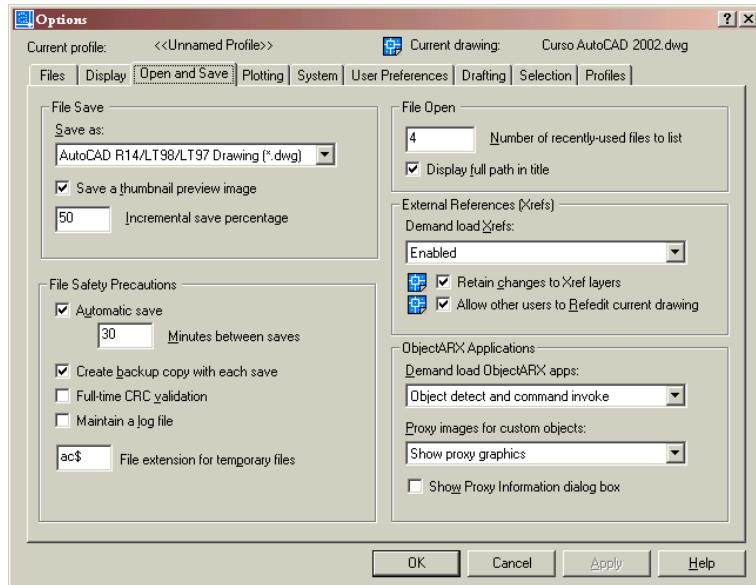 Options
Current profile: <<Unnamed Profile>> Current drawing: Curso AutoCAD 2002.dwg
Files Display Open and Save Plotting System User Preferences Drafting Selection Profiles
File Save
Save as:
AutoCAD R14/LT98/LT97 Drawing (*.dwg)
Save a thumbnail preview image
50 Incremental save percentage
File Safety Precautions
Automatic save
30 Minutes between saves
Create backup copy with each save
Full-time CRC validation
Maintain a log file
ac$ File extension for temporary files
File Open
4 Number of recently-used files to list
Display full path in title
External References (Xrefs)
Demand load Xrefs:
Enabled
Retain changes to Xref layers
Allow other users to Refedit current drawing
ObjectARX Applications
Demand load ObjectARX apps:
Object detect and command invoke
Proxy images for custom objects:
Show proxy graphics
Show Proxy Information dialog box
OK Cancel Apply Help